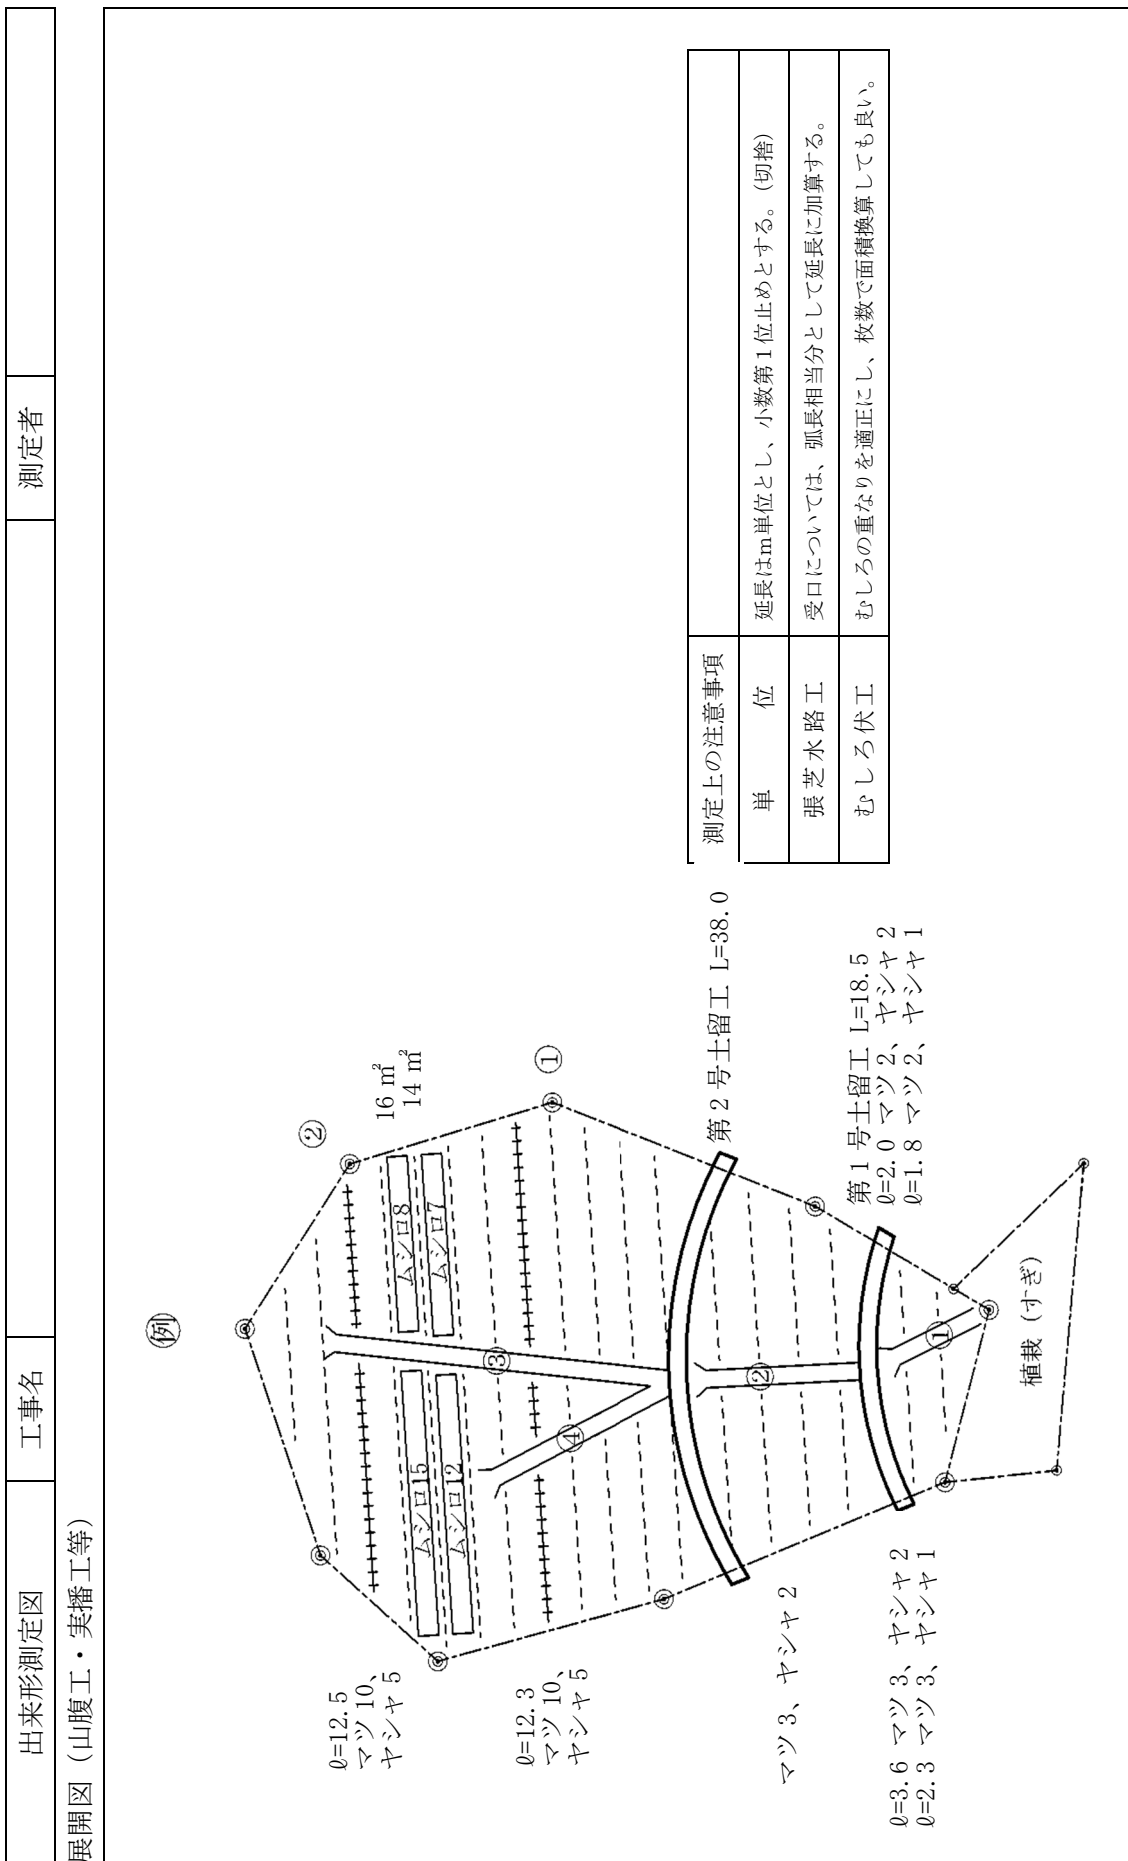 出来形測定図 工事名 測定者
展開図（山腹工・実播工等）
例
②
①
16 ㎡
14 ㎡
ℓ=12.5
マツ 10、
ヤシャ 5
ムシロ15
ムシロ12
ムシロ8
ムシロ7
③
④
ℓ=12.3
マツ 10、
ヤシャ 5
第 2 号土留工 L=38.0
マツ 3、ヤシャ 2
②
第 1 号土留工 L=18.5
ℓ=2.0 マツ 2、 ヤシャ 2
ℓ=1.8 マツ 2、 ヤシャ 1
ℓ=3.6 マツ 3、 ヤシャ 2
ℓ=2.3 マツ 3、 ヤシャ 1
①
植栽（すぎ）
測定上の注意事項
単 位 延長はm単位とし、小数第１位止めとする。（切捨）
張芝水路工 受口については、弧長相当分として延長に加算する。
むしろ伏工 むしろの重なりを適正にし、枚数で面積換算しても良い。